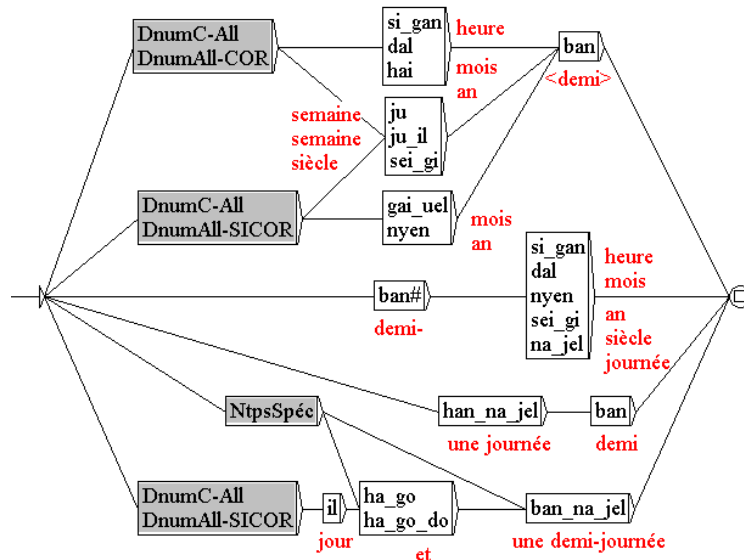 DnumC-All
DnumAll-COR
si_gan
dal
hai
heure
mois
an
ban
<demi>
semaine
semaine
siècle
ju
ju_il
sei_gi
DnumC-All
DnumAll-SICOR
gai_uel
nyen
mois
an
ban#
demi-
si_gan
dal
nyen
sei_gi
na_jel
heure
mois
an
siècle
journée
NtpsSpéc
han_na_jel
une journée
ban
demi
DnumC-All
DnumAll-SICOR
il
jour
ha_go
ha_go_do
et
ban_na_jel
une demi-journée